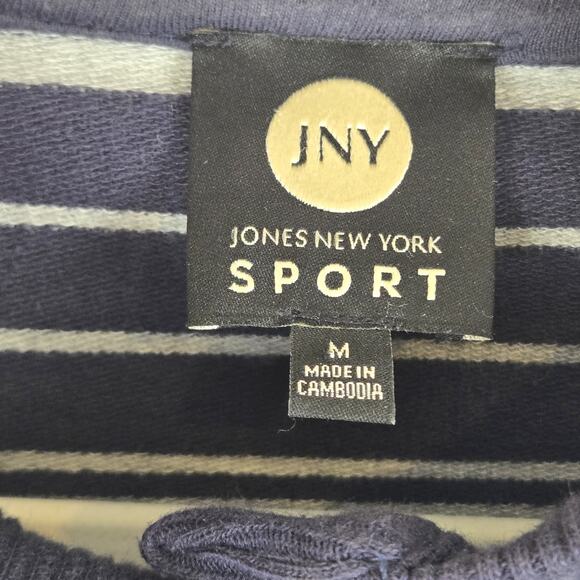 JNY
JONES NEW YORK
SPORT
M
MADE IN
CAMBODIA